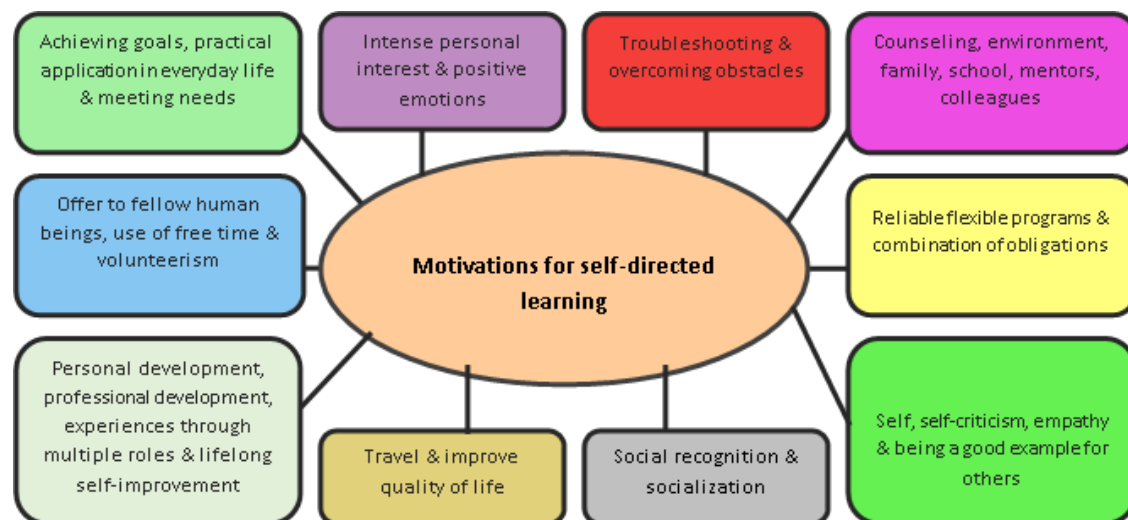 Achieving goals, practical
application in everyday life
& meeting needs
Intense personal
interest & positive
emotions
Troubleshooting &
overcoming obstacles
Counseling, environment,
family, school, mentors,
colleagues
Offer to fellow human
beings, use of free time &
volunteerism
Motivations for self-directed
learning
Reliable flexible programs &
combination of obligations
Personal development,
professional development,
experiences through
multiple roles & lifelong
self-improvement
Travel & improve
quality of life
Social recognition &
socialization
Self, self-criticism, empathy
& being a good example for
others